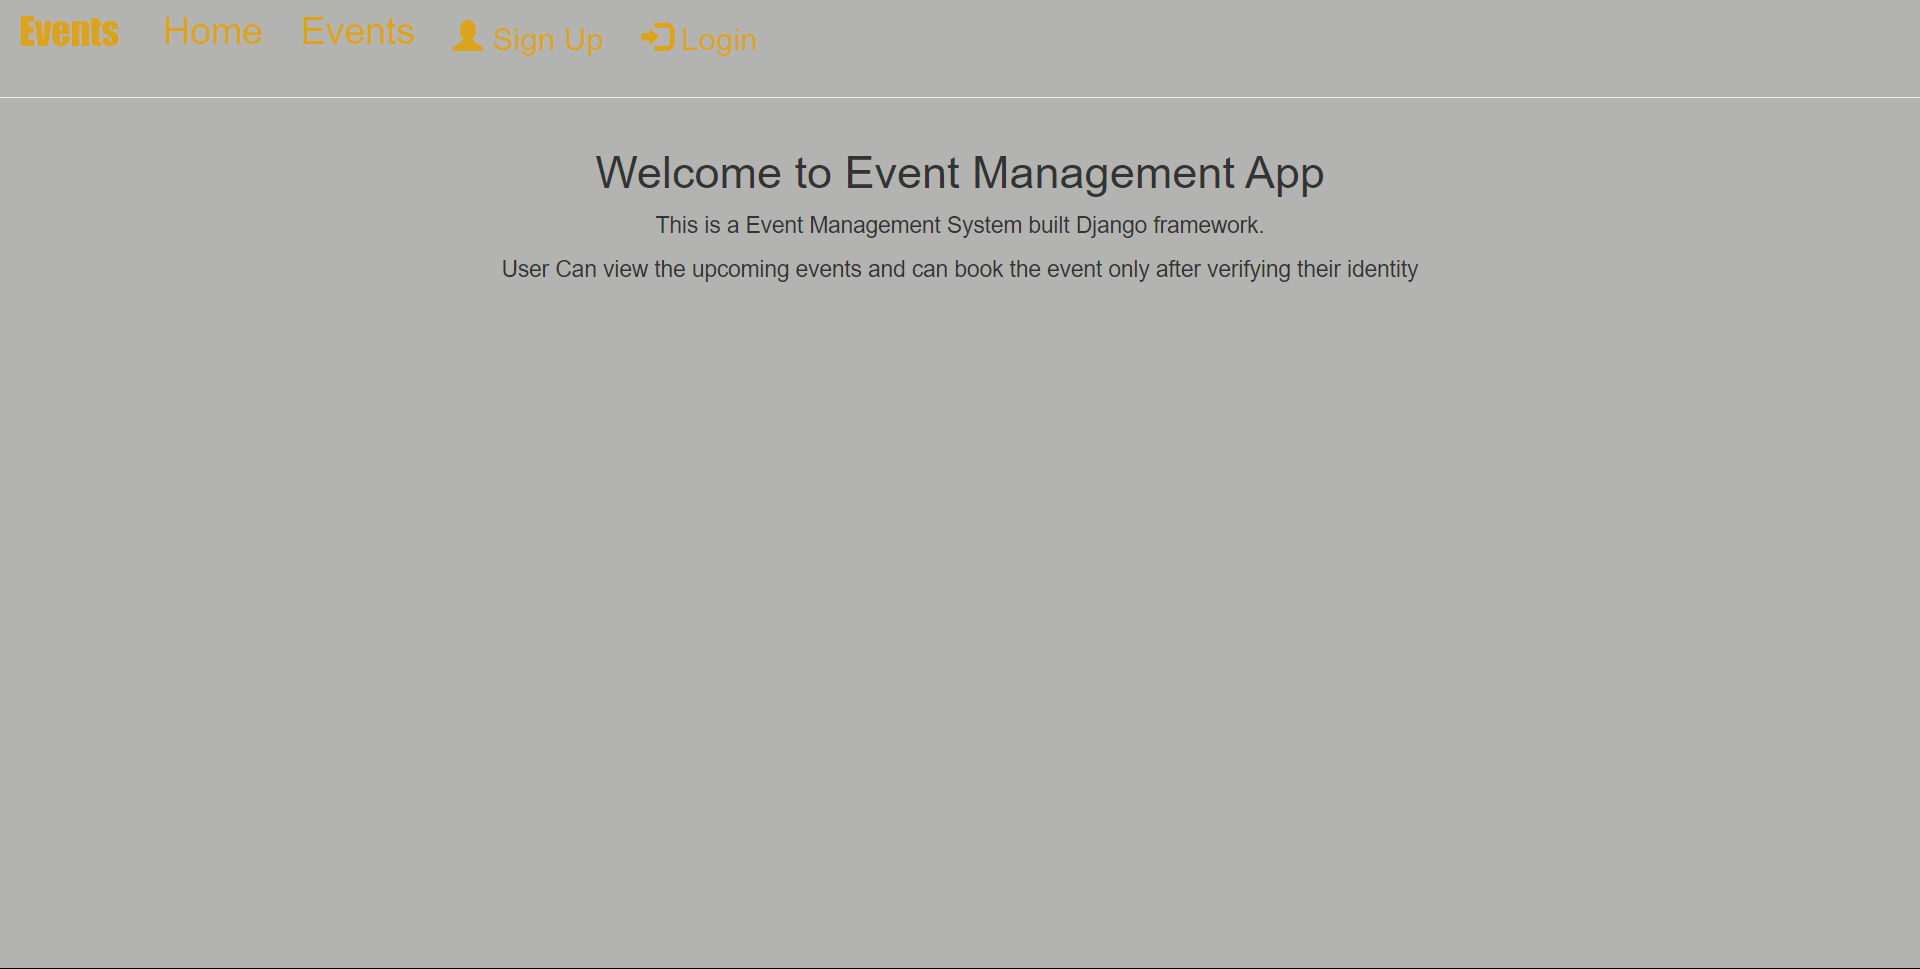 Events Home Events Sign Up Login
Welcome to Event Management App
This is a Event Management System built Django framework.
User Can view the upcoming events and can book the event only after verifying their identity